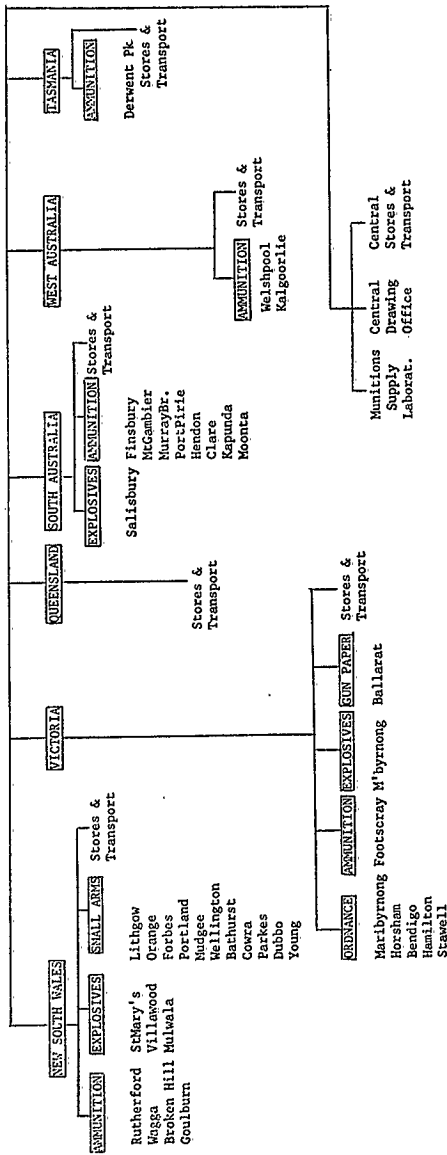 NEW SOUTH WALES
AMMUNITION
Rutherford
Wagga
Broken Hill
Goulburn
EXPLOSIVES
StMary's
Villawood
Mulwala
SMALL ARMS
Lithgow
Orange
Forbes
Portland
Mudgee
Wellington
Bathurst
Cowra
Parkes
Dubbo
Young
Stores &
Transport
VICTORIA
ORDNANCE
Maribyrnong
Horsham
Bendigo
Hamilton
Stawell
AMMUNITION
Footscray
EXPLOSIVES
M'byrnong
GUN PAPER
Ballarat
Stores &
Transport
QUEENSLAND
Stores &
Transport
SOUTH AUSTRALIA
EXPLOSIVES
Salisbury
AMMUNITION
Finsbury
McGambier
MurrayBr.
PortPirie
Hendon
Clare
Kapunda
Moonta
Stores &
Transport
WEST AUSTRALIA
AMMUNITION
Welshpool
Kalgoorlie
Stores &
Transport
TASMANIA
AMMUNITION
Derwent Pk
Stores &
Transport
Munitions
Supply
Laborat.
Central
Drawing
Office
Central
Stores &
Transport